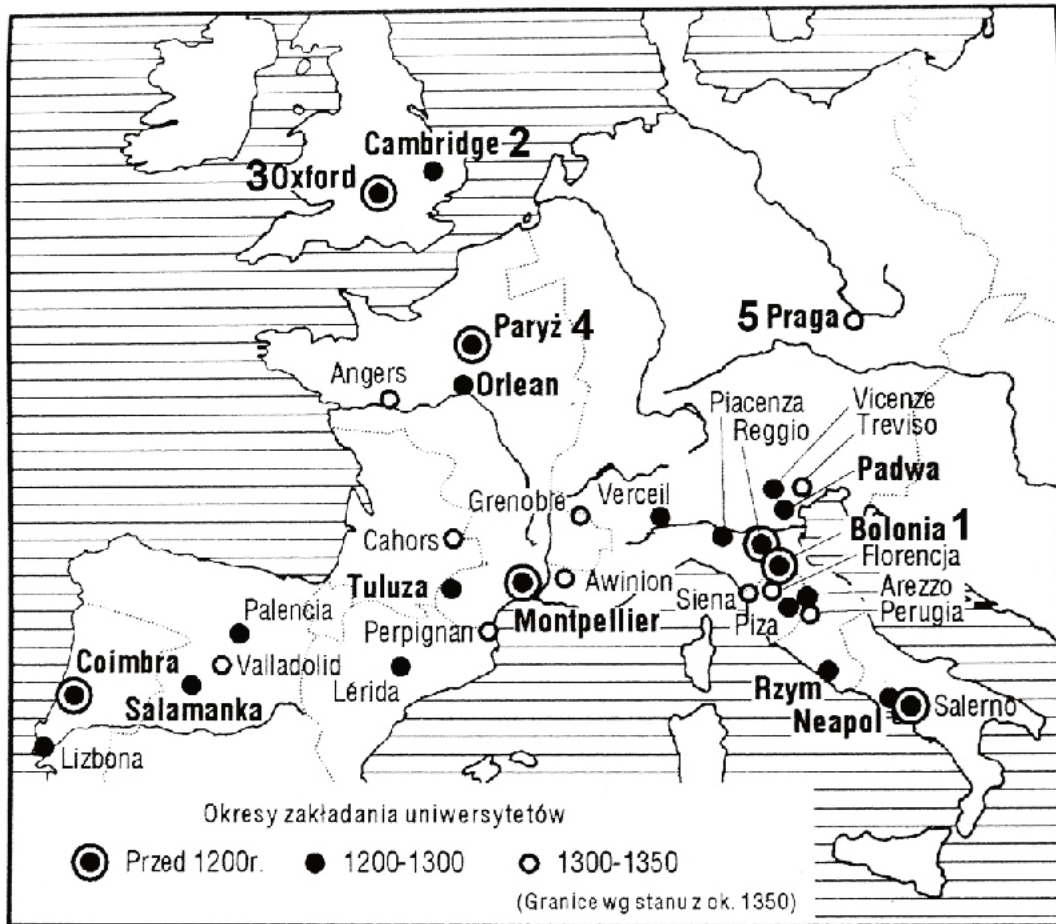 Cambridge 2
3 Oxford
Paryż 4
5 Praga
Angers
Orlean
Piacenza
Reggio
Vicenze
Treviso
Padwa
Grenoble
Verceil
Cahors
Bolonia 1
Florencja
Tuluza
Awinion
Siena
Arezzo
Palencia
Perpignan
Montpellier
Piza
Perugia
Coimbra
Valladolid
Salamanka
Lérida
Rzym
Neapol
Salerno
Lizbona
Okresy zakładania uniwersytetów
Przed 1200r.
1200-1300
1300-1350
(Granice wg stanu z ok. 1350)